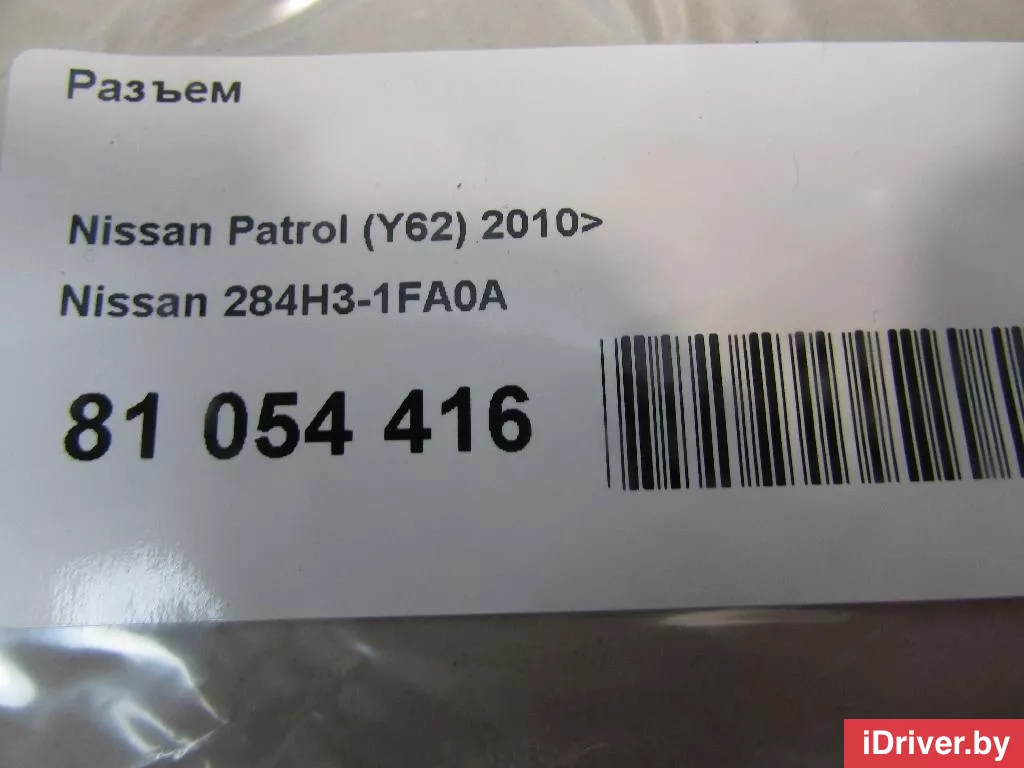 Разъем
Nissan Patrol (Y62) 2010>
Nissan 284H3-1FA0A
81 054 416
iDriver.by